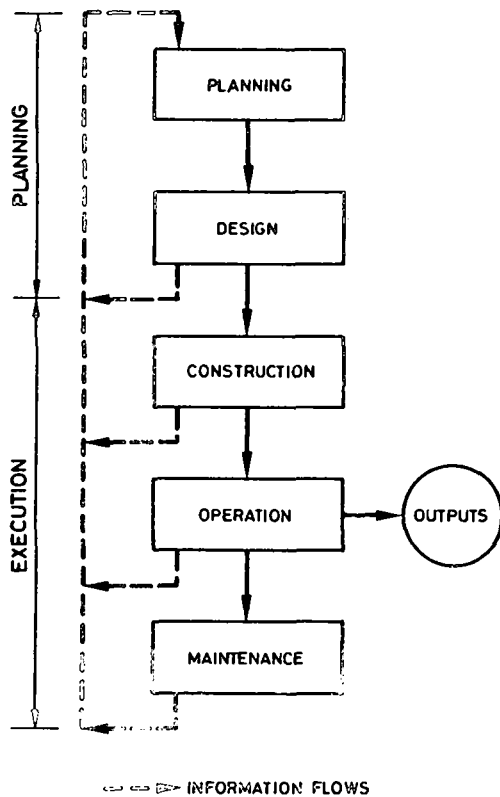 PLANNING
PLANNING
DESIGN
CONSTRUCTION
EXECUTION
OPERATION
OUTPUTS
MAINTENANCE
INFORMATION FLOWS